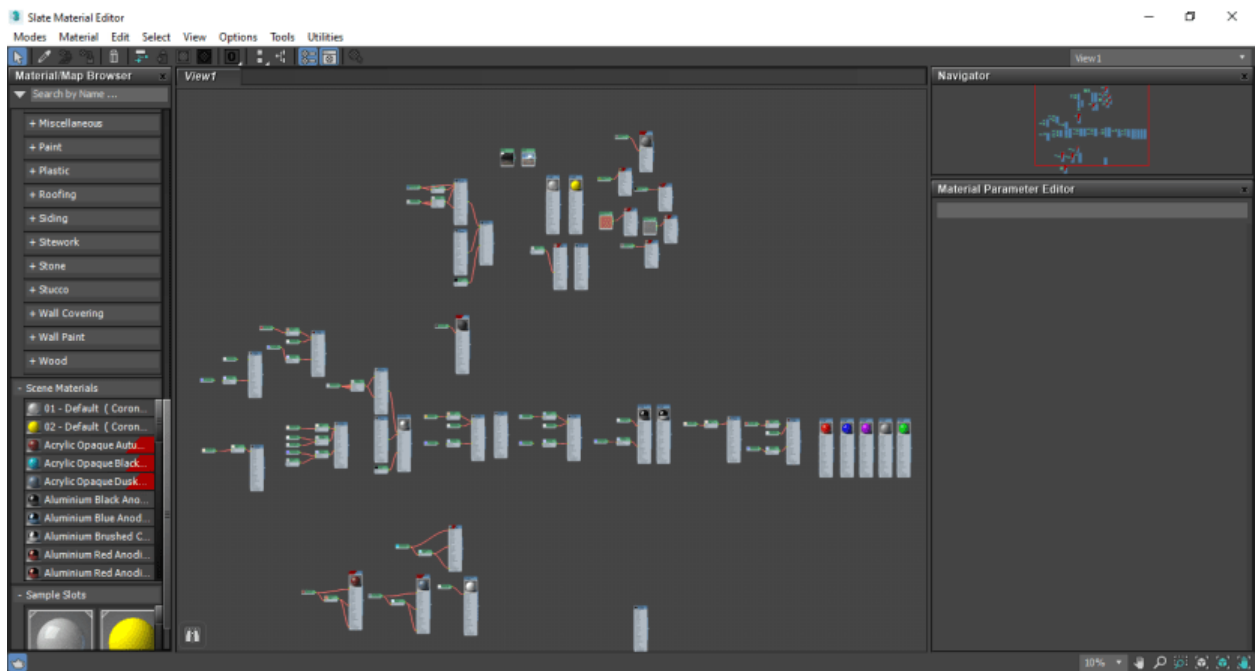 Slate Material Editor
Modes Material Edit Select View Options Tools Utilities
View1
Material/Map Browser
Search by Name ...
+ Miscellaneous
+ Paint
+ Plastic
+ Roofing
+ Siding
+ Sitework
+ Stone
+ Stucco
+ Wall Covering
+ Wall Paint
+ Wood
- Scene Materials
01 - Default ( Coron...
02 - Default ( Coron...
Acrylic Opaque Autu...
Acrylic Opaque Black...
Acrylic Opaque Dusk...
Aluminium Black Ano...
Aluminium Blue Anod...
Aluminium Brushed C...
Aluminium Red Anodi...
Aluminium Red Anodi...
- Sample Slots
View1
Navigator
Material Parameter Editor
10%